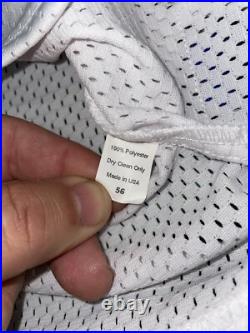 100% Polyester
Dry Clean Only
Made in USA
56